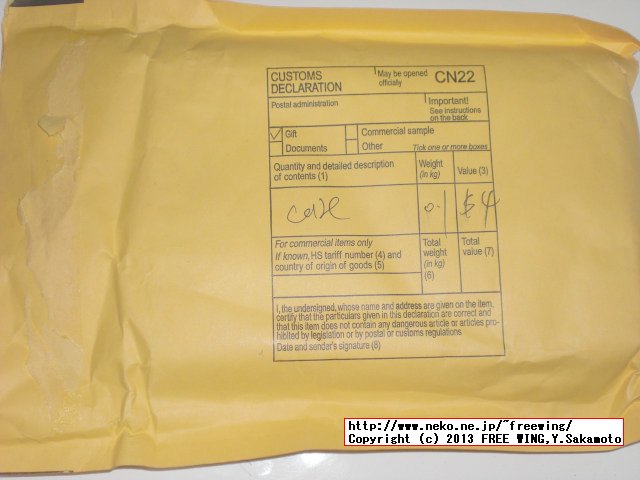 CUSTOMS DECLARATION
May be opened officially
CN22
Postal administration
Important!
See instructions on the back
✓ Gift
Commercial sample
Documents
Other
Tick one or more boxes
Quantity and detailed description of contents (1)
Weight (in kg)
Value (3)
case
0.1
$4
For commercial items only
If known, HS tariff number (4) and country of origin of goods (5)
Total weight (in kg) (6)
Total value (7)
I, the undersigned, whose name and address are given on the item,
certify that the particulars given in this declaration are correct and
that this item does not contain any dangerous article or articles pro-
hibited by legislation or by postal or customs regulations
Date and sender's signature (8)
http://www.neko.ne.jp/~freewing/
Copyright (c) 2013 FREE WING,Y.Sakamoto